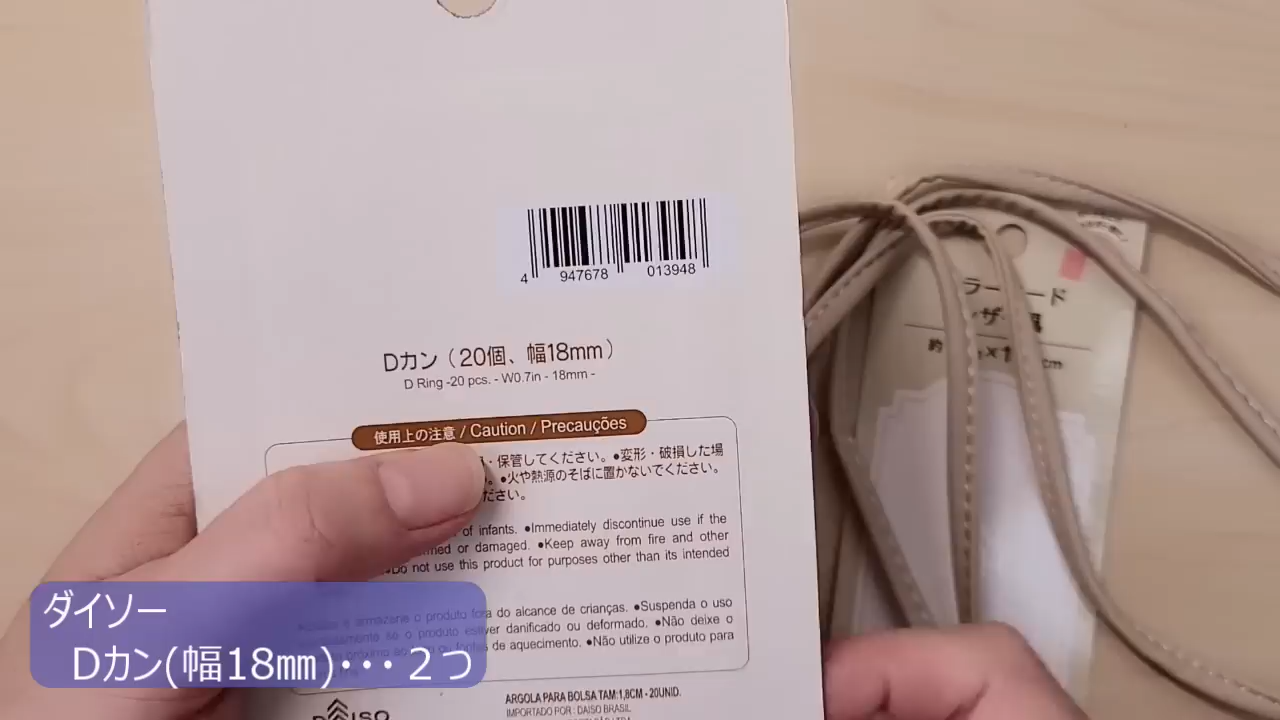 4 947678 013948
Dカン（20個、幅18mm）
D Ring -20 pcs. - W0.7in - 18mm -
使用上の注意 / Caution / Precauções
・保管してください。●変形・破損した場
。●火や熱源のそばに置かないでください。
ださい。
of infants. ●Immediately discontinue use if the
or damaged. ●Keep away from fire and other
●Do not use this product for purposes other than its intended
armazene o produto fora do alcance de crianças. ●Suspenda o uso
se o produto estiver danificado ou deformado. ●Não deixe o
de aquecimento. ●Não utilize o produto para
DAISO
ARGOLA PARA BOLSA TAM:1,8CM - 20UNID.
IMPORTADO POR : DAISO BRASIL
ード
約
cm
ダイソー
Dカン(幅18㎜)･･･２つ